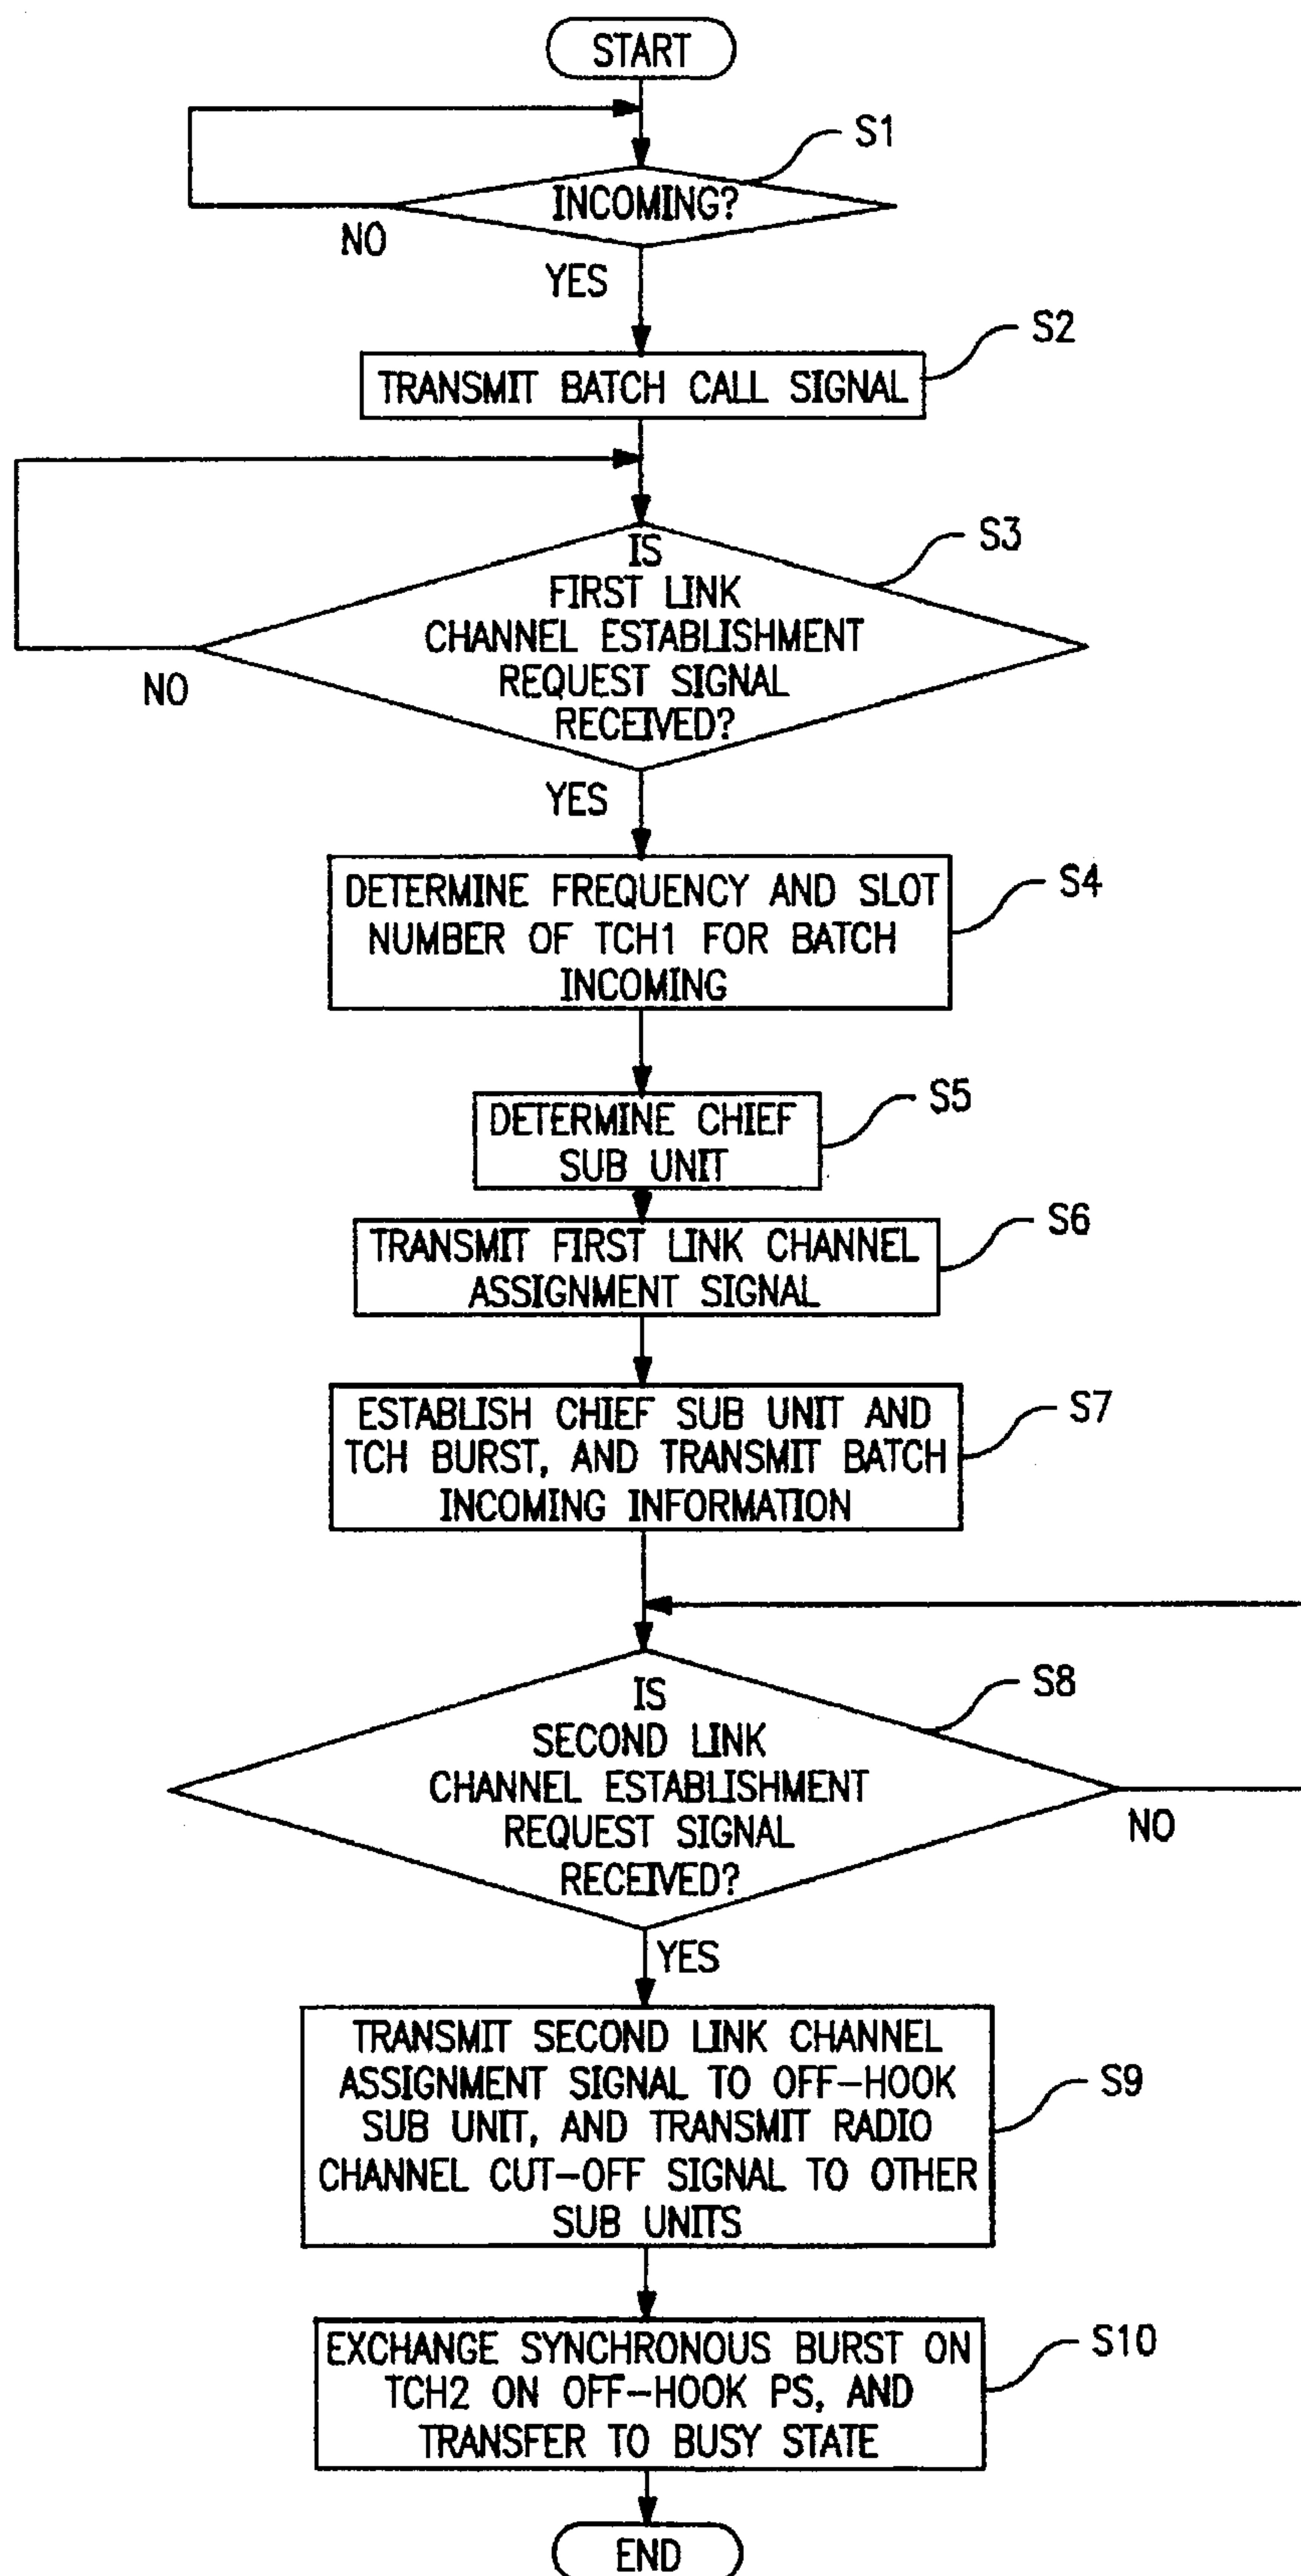 START
S1
INCOMING?
NO
YES
S2
TRANSMIT BATCH CALL SIGNAL
S3
IS
FIRST LINK
CHANNEL ESTABLISHMENT
REQUEST SIGNAL
RECEIVED?
NO
YES
S4
DETERMINE FREQUENCY AND SLOT
NUMBER OF TCH1 FOR BATCH
INCOMING
S5
DETERMINE CHIEF
SUB UNIT
S6
TRANSMIT FIRST LINK CHANNEL
ASSIGNMENT SIGNAL
S7
ESTABLISH CHIEF SUB UNIT AND
TCH BURST, AND TRANSMIT BATCH
INCOMING INFORMATION
S8
IS
SECOND LINK
CHANNEL ESTABLISHMENT
REQUEST SIGNAL
RECEIVED?
NO
YES
S9
TRANSMIT SECOND LINK CHANNEL
ASSIGNMENT SIGNAL TO OFF-HOOK
SUB UNIT, AND TRANSMIT RADIO
CHANNEL CUT-OFF SIGNAL TO OTHER
SUB UNITS
S10
EXCHANGE SYNCHRONOUS BURST ON
TCH2 ON OFF-HOOK PS, AND
TRANSFER TO BUSY STATE
END